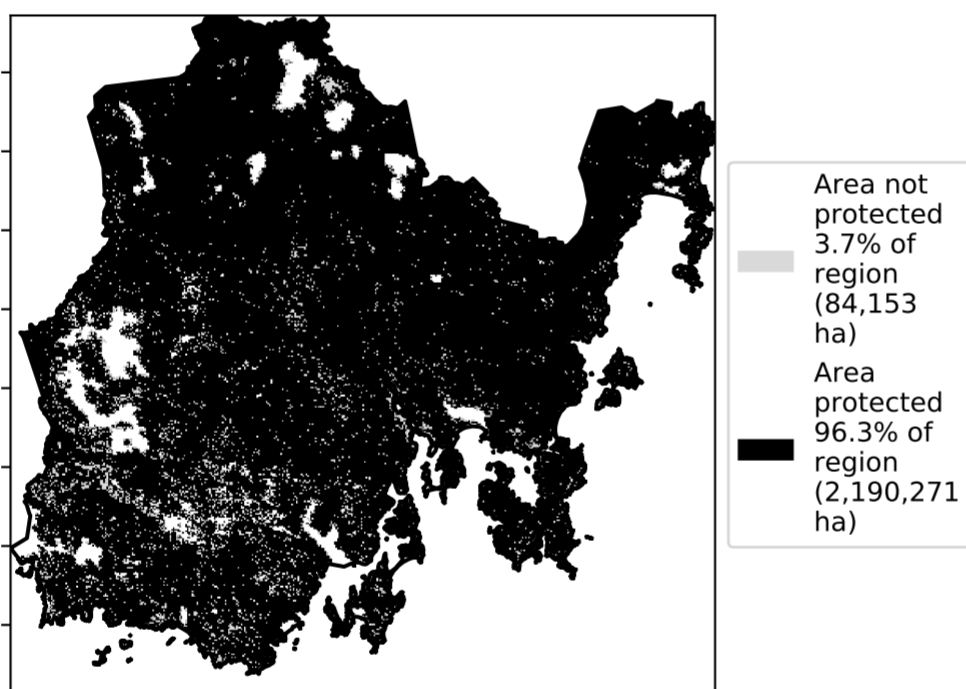 Area not
protected
3.7% of
region
(84,153
ha)
Area
protected
96.3% of
region
(2,190,271
ha)